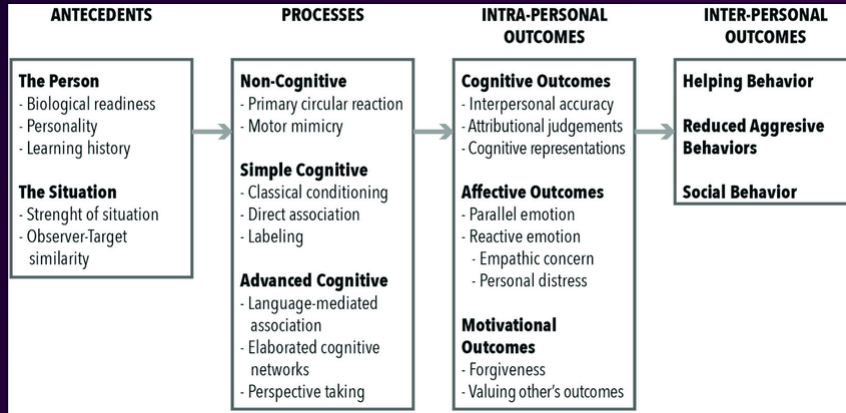 ANTECEDENTS
The Person
- Biological readiness
- Personality
- Learning history
The Situation
- Strenght of situation
- Observer-Target
similarity
PROCESSES
Non-Cognitive
- Primary circular reaction
- Motor mimicry
Simple Cognitive
- Classical conditioning
- Direct association
- Labeling
Advanced Cognitive
- Language-mediated
association
- Elaborated cognitive
networks
- Perspective taking
INTRA-PERSONAL
OUTCOMES
Cognitive Outcomes
- Interpersonal accuracy
- Attributional judgements
- Cognitive representations
Affective Outcomes
- Parallel emotion
- Reactive emotion
- Empathic concern
- Personal distress
Motivational
Outcomes
- Forgiveness
- Valuing other's outcomes
INTER-PERSONAL
OUTCOMES
Helping Behavior
Reduced Aggresive
Behaviors
Social Behavior